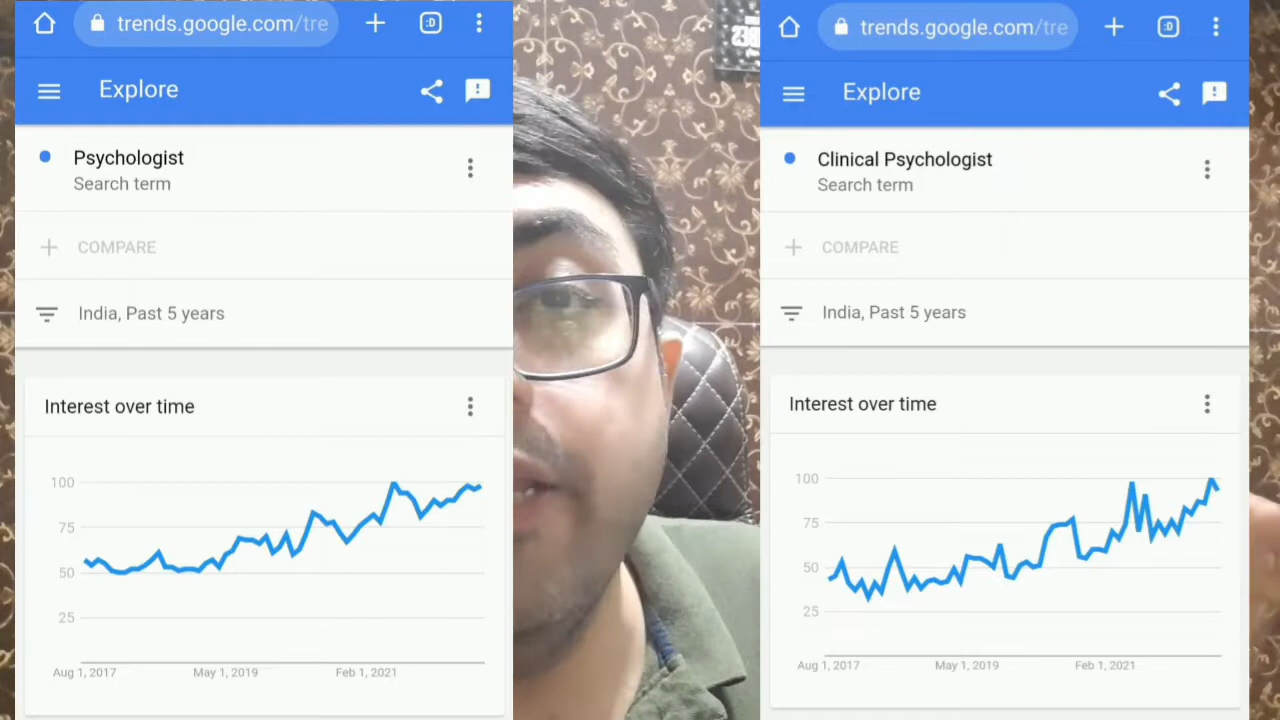 trends.google.com/tre
:D
Explore
Psychologist
Search term
COMPARE
India, Past 5 years
Interest over time
100
75
50
25
Aug 1, 2017 May 1, 2019 Feb 1, 2021
trends.google.com/tre
:D
Explore
Clinical Psychologist
Search term
COMPARE
India, Past 5 years
Interest over time
100
75
50
25
Aug 1, 2017 May 1, 2019 Feb 1, 2021